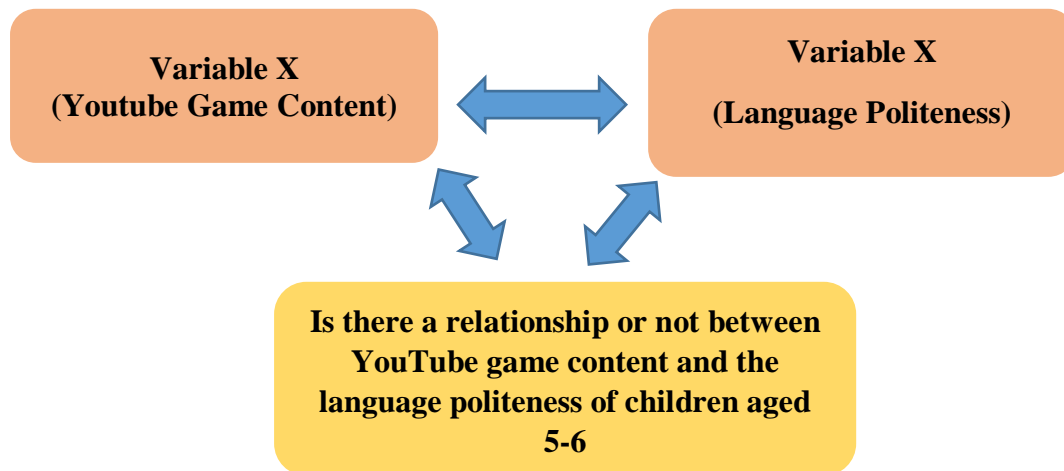 Variable X
(Youtube Game Content)
Variable X
(Language Politeness)
Is there a relationship or not between
YouTube game content and the
language politeness of children aged
5-6